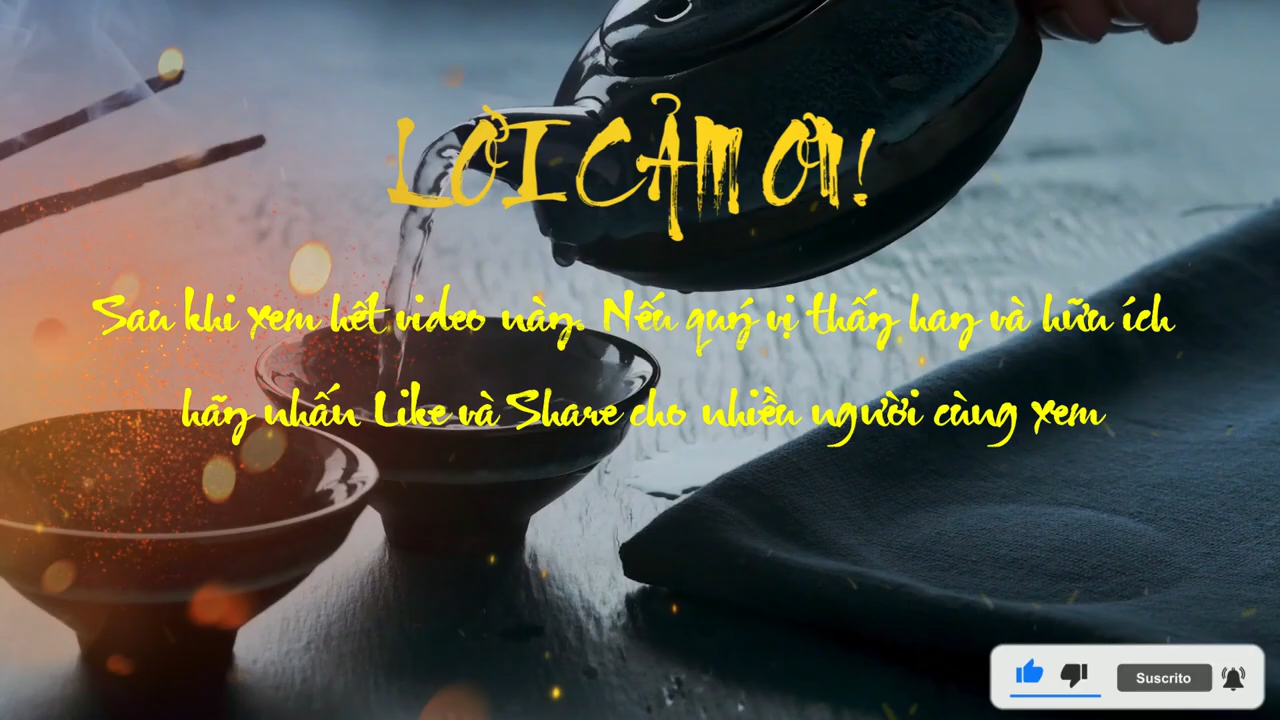 LỜI CẢM ƠN!
Sau khi xem hết video này. Nếu quý vị thấy hay và hữu ích
hãy nhấn Like và Share cho nhiều người cùng xem
Suscrito